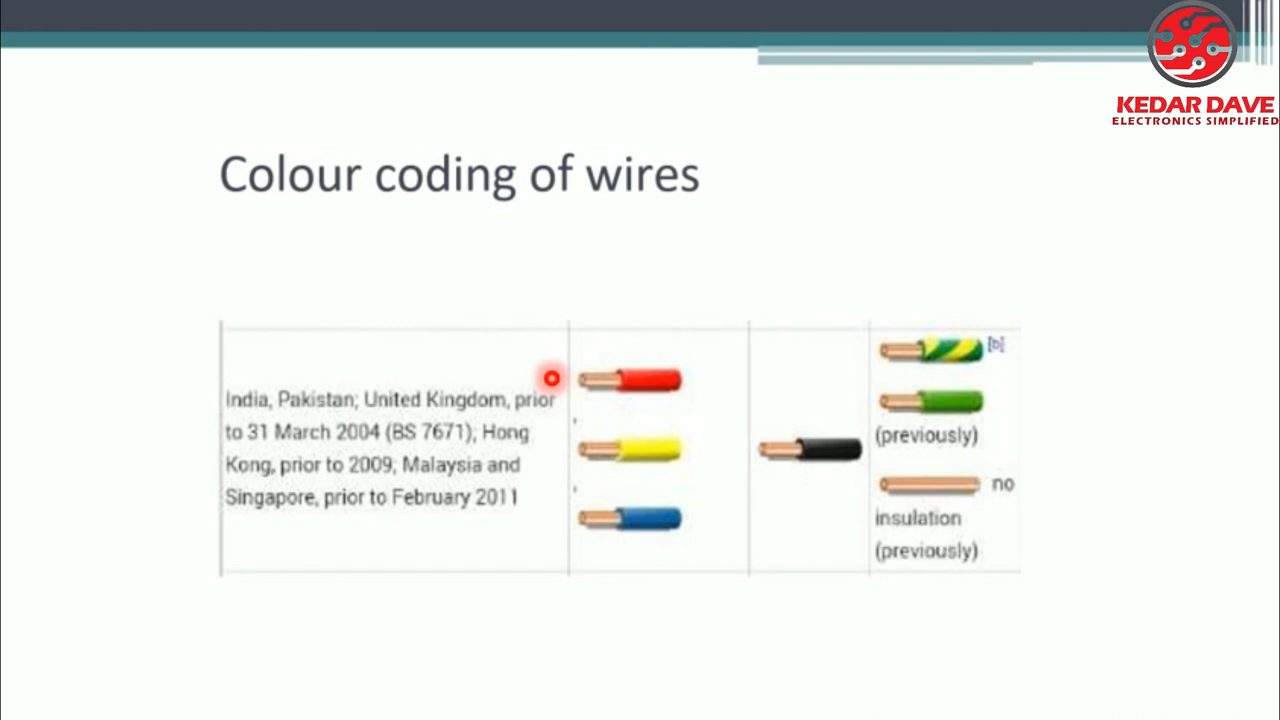 KEDAR DAVE
ELECTRONICS SIMPLIFIED
Colour coding of wires
India, Pakistan; United Kingdom, prior
to 31 March 2004 (BS 7671); Hong
Kong, prior to 2009; Malaysia and
Singapore, prior to February 2011
,
,
[b]
(previously)
no
insulation
(previously)